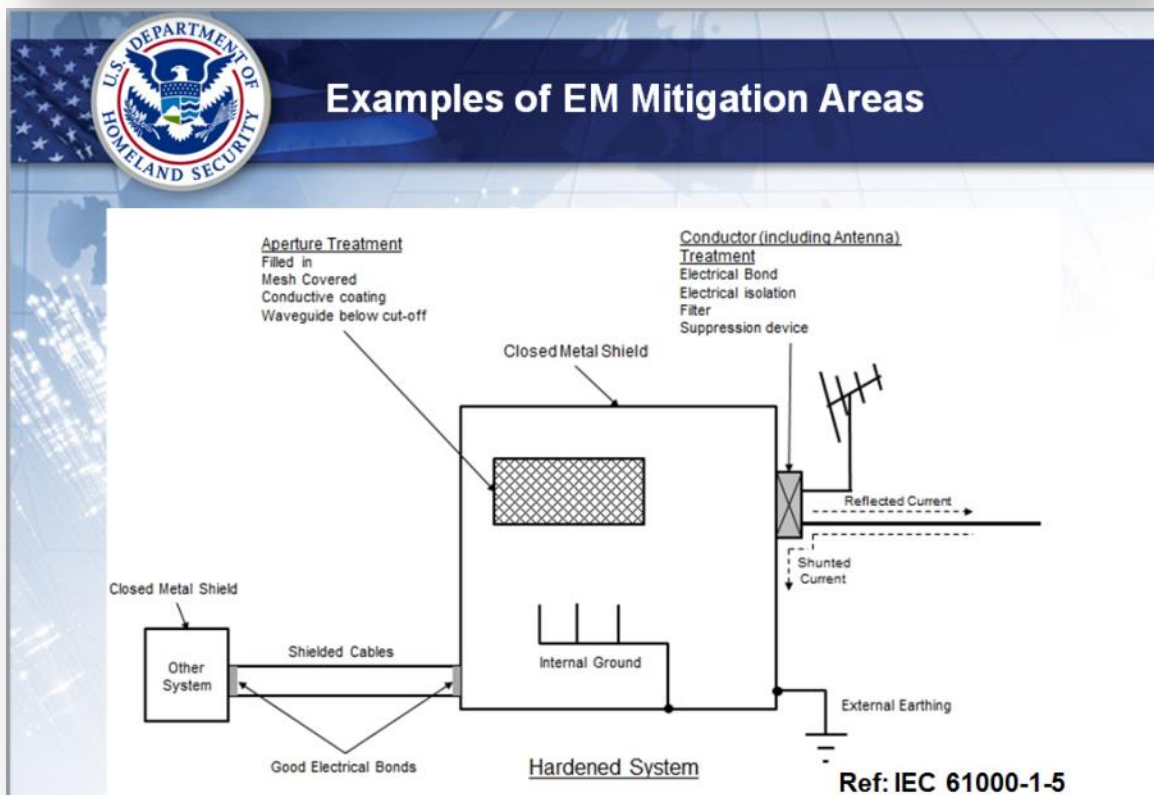 U.S. DEPARTMENT OF
HOMELAND SECURITY
Examples of EM Mitigation Areas
Aperture Treatment
Filled in
Mesh Covered
Conductive coating
Waveguide below cut-off
Conductor (including Antenna)
Treatment
Electrical Bond
Electrical isolation
Filter
Suppression device
Closed Metal Shield
Reflected Current
Shunted
Current
Closed Metal Shield
Other
System
Shielded Cables
Internal Ground
External Earthing
Good Electrical Bonds
Hardened System
Ref: IEC 61000-1-5